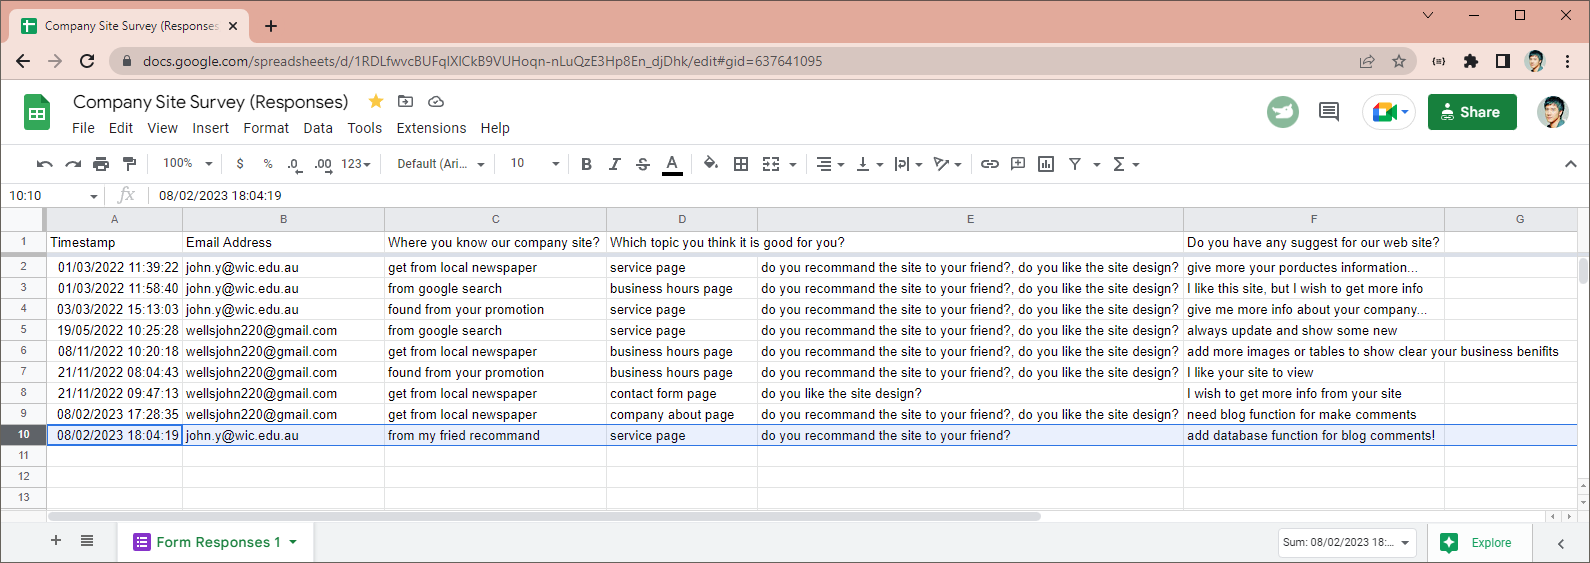 Company Site Survey (Responses
docs.google.com/spreadsheets/d/1RDLfwvcBUFqIXlCkB9VUHoqn-nLuQzE3Hp8En_djDhk/edit#gid=637641095
Company Site Survey (Responses)
File Edit View Insert Format Data Tools Extensions Help
Share
100% $ % .0 .00 123 Default (Ari... 10 B I S A Σ
10:10 fx 08/02/2023 18:04:19
A B C D E F G
1 Timestamp Email Address Where you know our company site? Which topic you think it is good for you? Do you have any suggest for our web site?
2 01/03/2022 11:39:22 john.y@wic.edu.au get from local newspaper service page do you recommand the site to your friend?, do you like the site design? give more your porductes information...
3 01/03/2022 11:58:40 john.y@wic.edu.au from google search business hours page do you recommand the site to your friend?, do you like the site design? I like this site, but I wish to get more info
4 03/03/2022 15:13:03 john.y@wic.edu.au found from your promotion service page do you recommand the site to your friend?, do you like the site design? give me more info about your company...
5 19/05/2022 10:25:28 wellsjohn220@gmail.com from google search service page do you recommand the site to your friend?, do you like the site design? always update and show some new
6 08/11/2022 10:20:18 wellsjohn220@gmail.com get from local newspaper business hours page do you recommand the site to your friend?, do you like the site design? add more images or tables to show clear your business benifits
7 21/11/2022 08:04:43 wellsjohn220@gmail.com found from your promotion business hours page do you recommand the site to your friend?, do you like the site design? I like your site to view
8 21/11/2022 09:47:13 wellsjohn220@gmail.com get from local newspaper contact form page do you like the site design? I wish to get more info from your site
9 08/02/2023 17:28:35 wellsjohn220@gmail.com get from local newspaper company about page do you recommand the site to your friend?, do you like the site design? need blog function for make comments
10 08/02/2023 18:04:19 john.y@wic.edu.au from my fried recommand service page do you recommand the site to your friend? add database function for blog comments!
11
12
13
Form Responses 1 Sum: 08/02/2023 18:... Explore